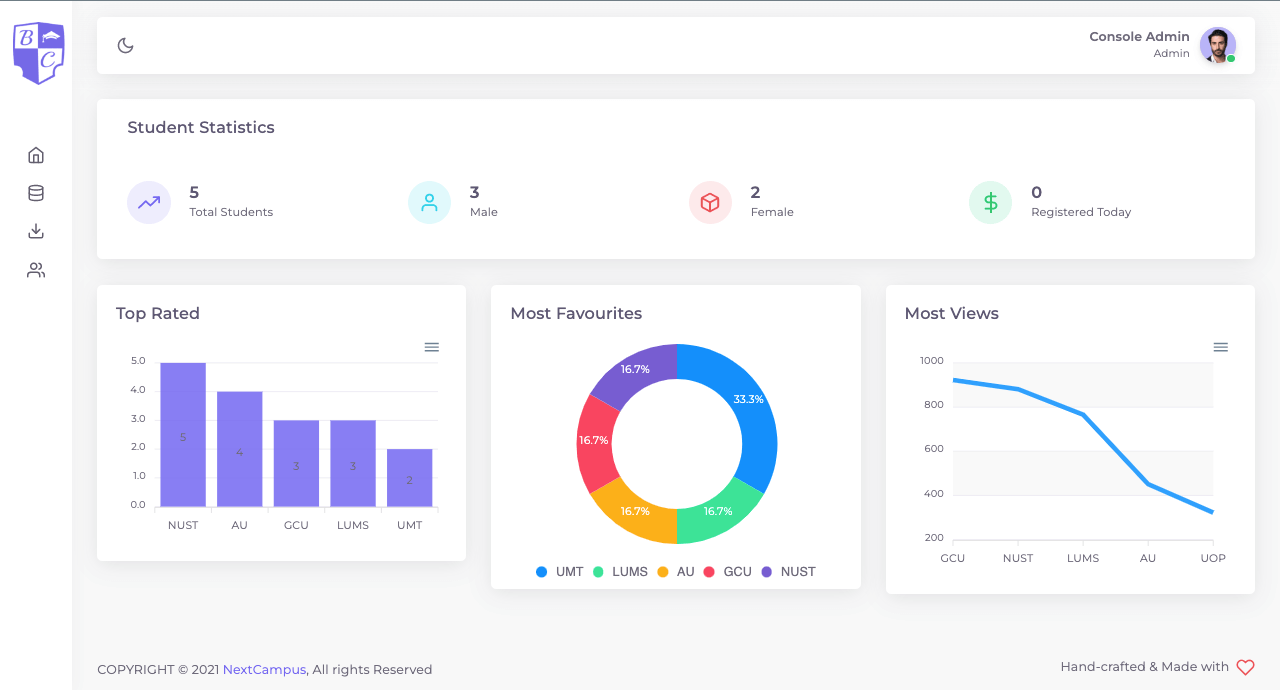 B
C
Console Admin
Admin
Student Statistics
5
Total Students
3
Male
2
Female
0
Registered Today
Top Rated
5.0
4.0
3.0
2.0
1.0
0.0
5
4
3
3
2
NUST AU GCU LUMS UMT
Most Favourites
16.7%
33.3%
16.7%
16.7%
16.7%
UMT LUMS AU GCU NUST
Most Views
1000
800
600
400
200
GCU NUST LUMS AU UOP
COPYRIGHT © 2021 NextCampus, All rights Reserved
Hand-crafted & Made with